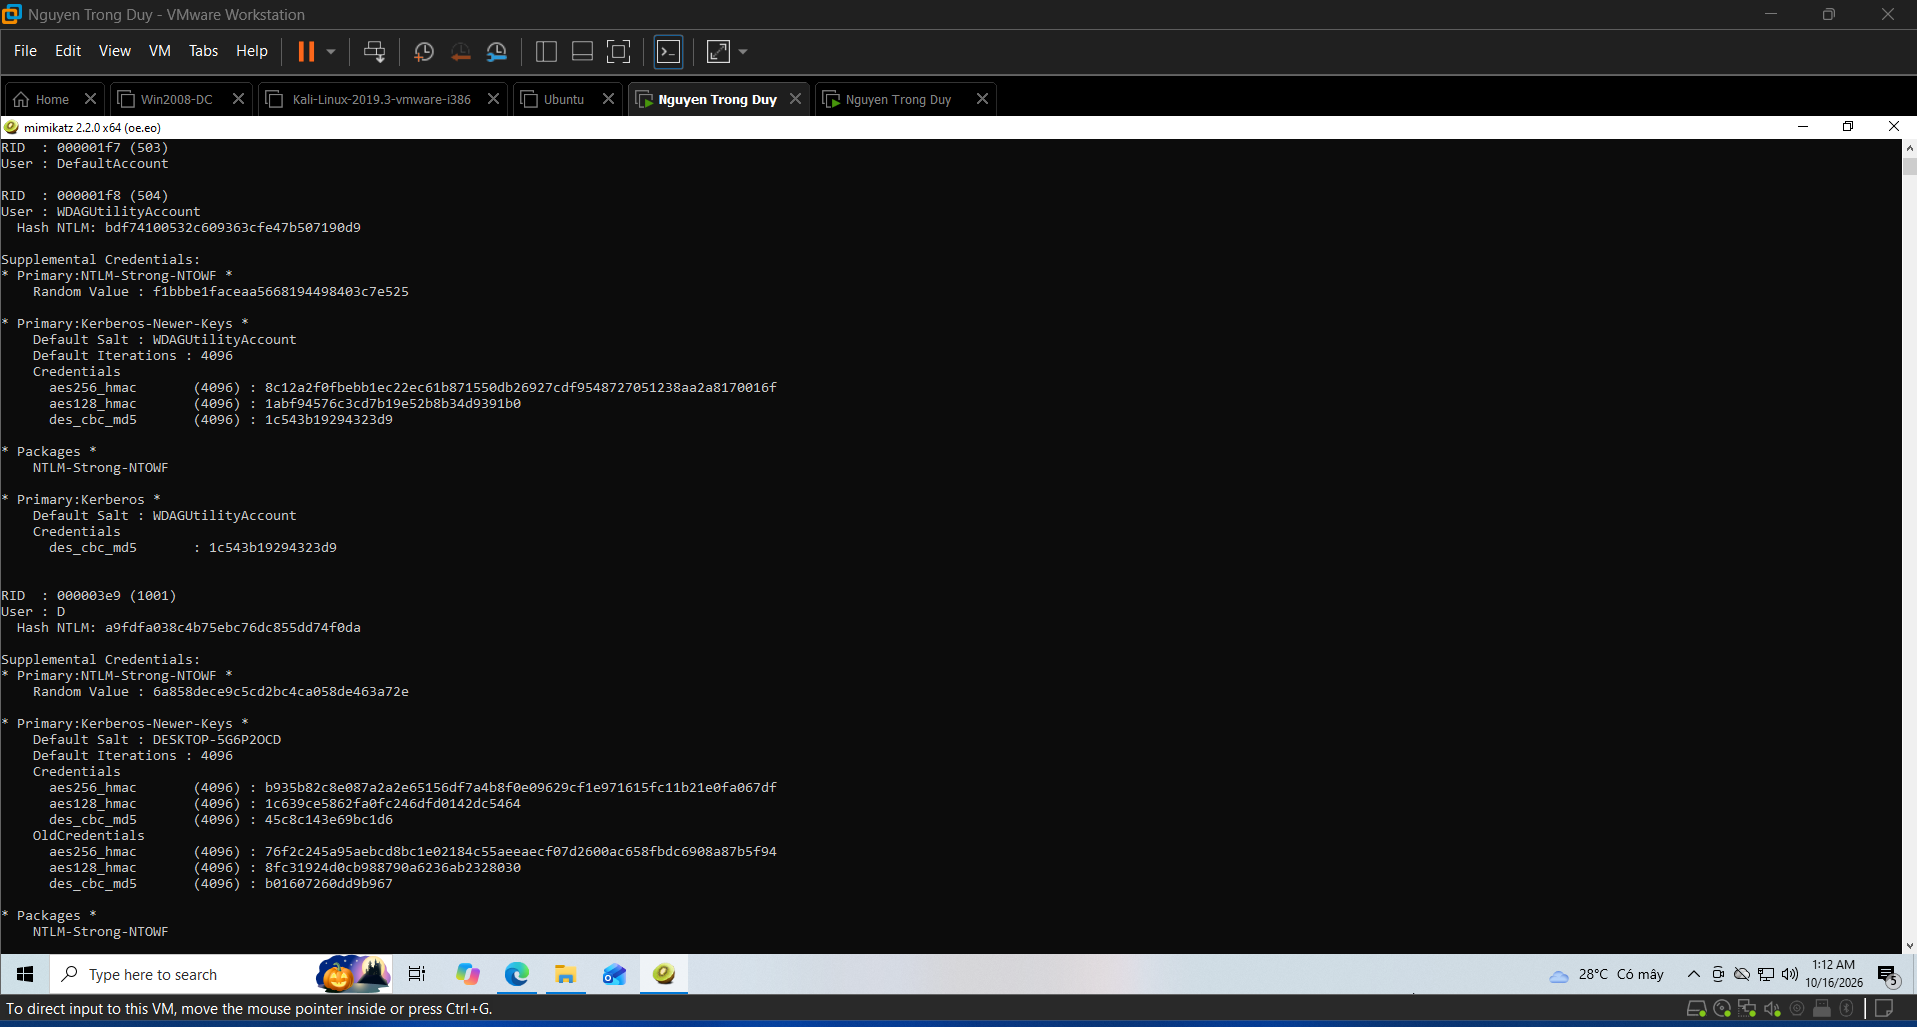 Nguyen Trong Duy - VMware Workstation
File Edit View VM Tabs Help
Home Win2008-DC Kali-Linux-2019.3-vmware-i386 Ubuntu Nguyen Trong Duy Nguyen Trong Duy
mimikatz 2.2.0 x64 (oe.eo)
RID : 000001f7 (503)
User : DefaultAccount
RID : 000001f8 (504)
User : WDAGUtilityAccount
Hash NTLM: bdf74100532c609363cfe47b507190d9
Supplemental Credentials:
* Primary:NTLM-Strong-NTOWF *
Random Value : f1bbbe1faceaa5668194498403c7e525
* Primary:Kerberos-Newer-Keys *
Default Salt : WDAGUtilityAccount
Default Iterations : 4096
Credentials
aes256_hmac (4096) : 8c12a2f0fbebb1ec22ec61b871550db26927cdf9548727051238aa2a8170016f
aes128_hmac (4096) : 1abf94576c3cd7b19e52b8b34d9391b0
des_cbc_md5 (4096) : 1c543b19294323d9
* Packages *
NTLM-Strong-NTOWF
* Primary:Kerberos *
Default Salt : WDAGUtilityAccount
Credentials
des_cbc_md5 : 1c543b19294323d9
RID : 000003e9 (1001)
User : D
Hash NTLM: a9fdfa038c4b75ebc76dc855dd74f0da
Supplemental Credentials:
* Primary:NTLM-Strong-NTOWF *
Random Value : 6a858dece9c5cd2bc4ca058de463a72e
* Primary:Kerberos-Newer-Keys *
Default Salt : DESKTOP-5G6P2OCD
Default Iterations : 4096
Credentials
aes256_hmac (4096) : b935b82c8e087a2a2e65156df7a4b8f0e09629cf1e971615fc11b21e0fa067df
aes128_hmac (4096) : 1c639ce5862fa0fc246dfd0142dc5464
des_cbc_md5 (4096) : 45c8c143e69bc1d6
OldCredentials
aes256_hmac (4096) : 76f2c245a95aebcd8bc1e02184c55aeeaecf07d2600ac658fbdc6908a87b5f94
aes128_hmac (4096) : 8fc31924d0cb988790a6236ab2328030
des_cbc_md5 (4096) : b01607260dd9b967
* Packages *
NTLM-Strong-NTOWF
Type here to search
28°C Có mây
1:12 AM
10/16/2026
5
To direct input to this VM, move the mouse pointer inside or press Ctrl+G.